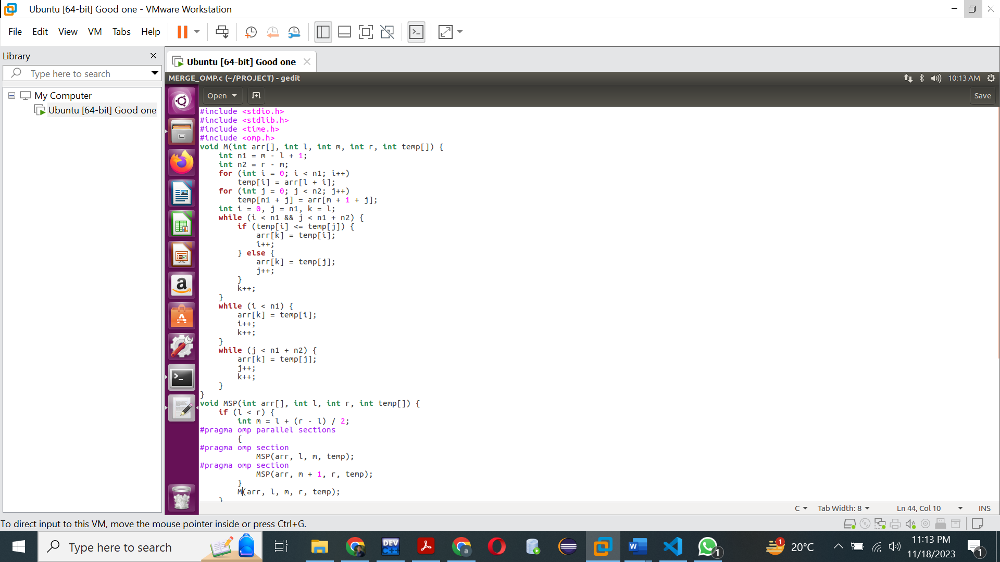 Ubuntu [64-bit] Good one - VMware Workstation
File Edit View VM Tabs Help
Library
Type here to search
My Computer
Ubuntu [64-bit] Good one
Ubuntu [64-bit] Good one
MERGE_OMP.c (~/PROJECT) - gedit
10:13 AM
Open
Save
#include <stdio.h>
#include <stdlib.h>
#include <time.h>
#include <omp.h>
void M(int arr[], int l, int m, int r, int temp[]) {
    int n1 = m - l + 1;
    int n2 = r - m;
    for (int i = 0; i < n1; i++)
        temp[i] = arr[l + i];
    for (int j = 0; j < n2; j++)
        temp[n1 + j] = arr[m + 1 + j];
    int i = 0, j = n1, k = l;
    while (i < n1 && j < n1 + n2) {
        if (temp[i] <= temp[j]) {
            arr[k] = temp[i];
            i++;
        } else {
            arr[k] = temp[j];
            j++;
        }
        k++;
    }
    while (i < n1) {
        arr[k] = temp[i];
        i++;
        k++;
    }
    while (j < n1 + n2) {
        arr[k] = temp[j];
        j++;
        k++;
    }
}
void MSP(int arr[], int l, int r, int temp[]) {
    if (l < r) {
        int m = l + (r - l) / 2;
#pragma omp parallel sections
        {
#pragma omp section
            MSP(arr, l, m, temp);
#pragma omp section
            MSP(arr, m + 1, r, temp);
        }
        M(arr, l, m, r, temp);
    }
C Tab Width: 8 Ln 44, Col 10 INS
To direct input to this VM, move the mouse pointer inside or press Ctrl+G.
Type here to search
DEV C++
W
1
1
20°C
11:13 PM
11/18/2023
1